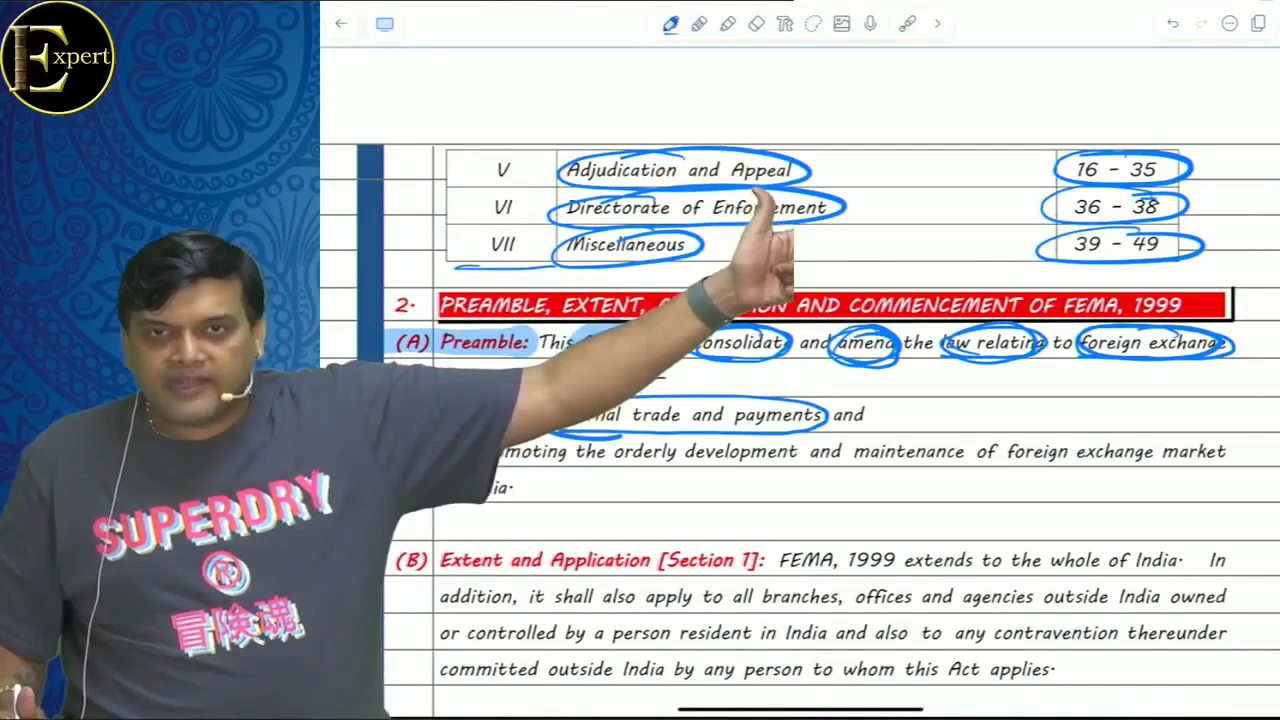 Expert
V Adjudication and Appeal 16 - 35
VI Directorate of Enforcement 36 - 38
VII Miscellaneous 39 - 49
2. PREAMBLE, EXTENT, AND COMMENCEMENT OF FEMA, 1999
(A) Preamble: This consolidate and amend the law relating to foreign exchange
trade and payments and
the orderly development and maintenance of foreign exchange market
(B) Extent and Application [Section 1]: FEMA, 1999 extends to the whole of India. In
addition, it shall also apply to all branches, offices and agencies outside India owned
or controlled by a person resident in India and also to any contravention thereunder
committed outside India by any person to whom this Act applies.
SUPERDRY
®
冒険魂